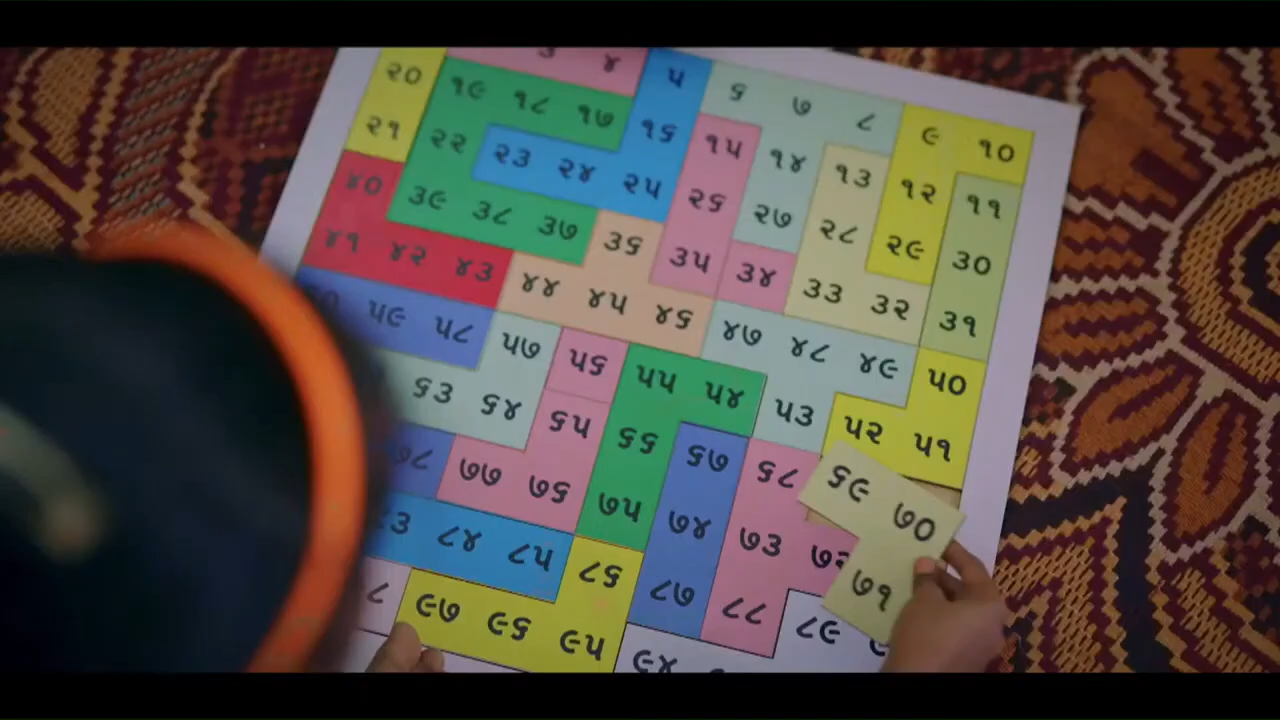 ૪ ૫ ૬ ૭ ૮ ૯ ૧૦
૨૦ ૧૯ ૧૮ ૧૭ ૧૬ ૧૫ ૧૪ ૧૩ ૧૨ ૧૧
૨૧ ૨૨ ૨૩ ૨૪ ૨૫ ૨૬ ૨૭ ૨૮ ૨૯ ૩૦
૪૦ ૩૯ ૩૮ ૩૭ ૩૬ ૩૫ ૩૪ ૩૩ ૩૨ ૩૧
૪૧ ૪૨ ૪૩ ૪૪ ૪૫ ૪૬ ૪૭ ૪૮ ૪૯ ૫૦
૫૯ ૫૮ ૫૭ ૫૬ ૫૫ ૫૪ ૫૩ ૫૨ ૫૧
૬૩ ૬૪ ૬૫ ૬૬ ૬૭ ૬૮ ૬૯ ૭૦
૭૮ ૭૭ ૭૬ ૭૫ ૭૪ ૭૩ ૭૨ ૭૧
૮૪ ૮૫ ૮૬ ૮૭ ૮૮ ૮૯
૯૭ ૯૬ ૯૫ ૯૪